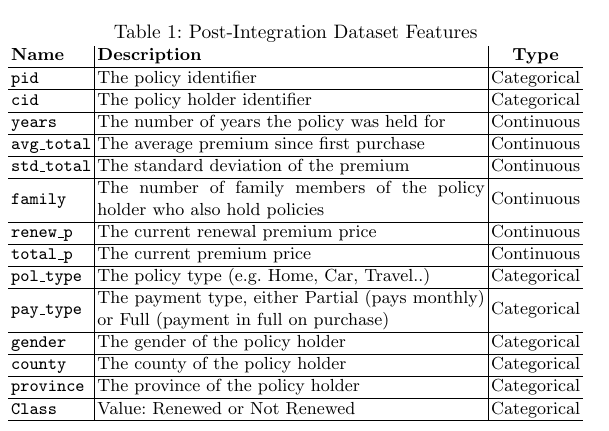 Table 1: Post-Integration Dataset Features
Name Description Type
pid The policy identifier Categorical
cid The policy holder identifier Categorical
years The number of years the policy was held for Continuous
avg_total The average premium since first purchase Continuous
std_total The standard deviation of the premium Continuous
family The number of family members of the policy holder who also hold policies Continuous
renew_p The current renewal premium price Continuous
total_p The current premium price Continuous
pol_type The policy type (e.g. Home, Car, Travel..) Categorical
pay_type The payment type, either Partial (pays monthly) or Full (payment in full on purchase) Categorical
gender The gender of the policy holder Categorical
county The county of the policy holder Categorical
province The province of the policy holder Categorical
Class Value: Renewed or Not Renewed Categorical